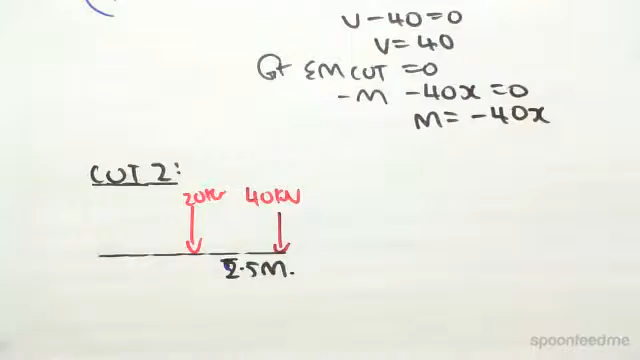 V-40=0
V=40
ΣM CUT =0
-M -40x =0
M= -40x
CUT 2:
20KN 40KN
2.5M.
spoonfeedme